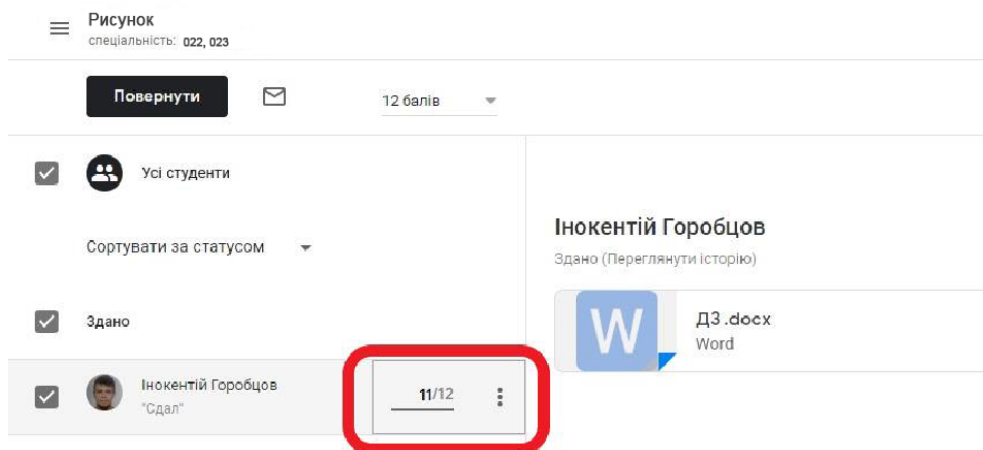 Рисунок
спеціальність: 022, 023
Повернути
12 балів
Усі студенти
Сортувати за статусом
Здано
Інокентій Горобцов
"Сдал"
11/12
Інокентій Горобцов
Здано (Переглянути історію)
W
ДЗ.docx
Word